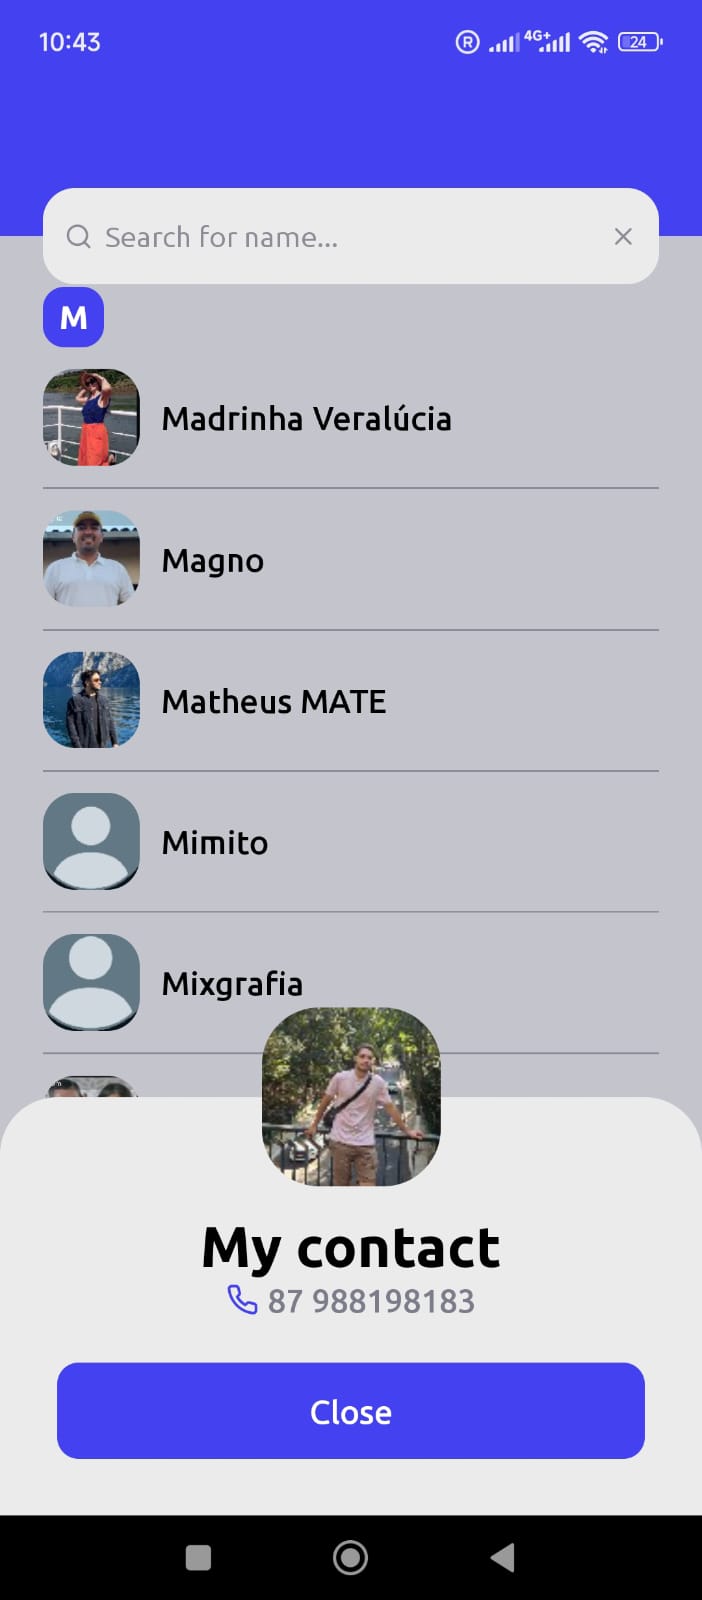 10:43
R 4G+ 24
Search for name...
M
Madrinha Veralúcia
Magno
Matheus MATE
Mimito
Mixgrafia
My contact
87 988198183
Close